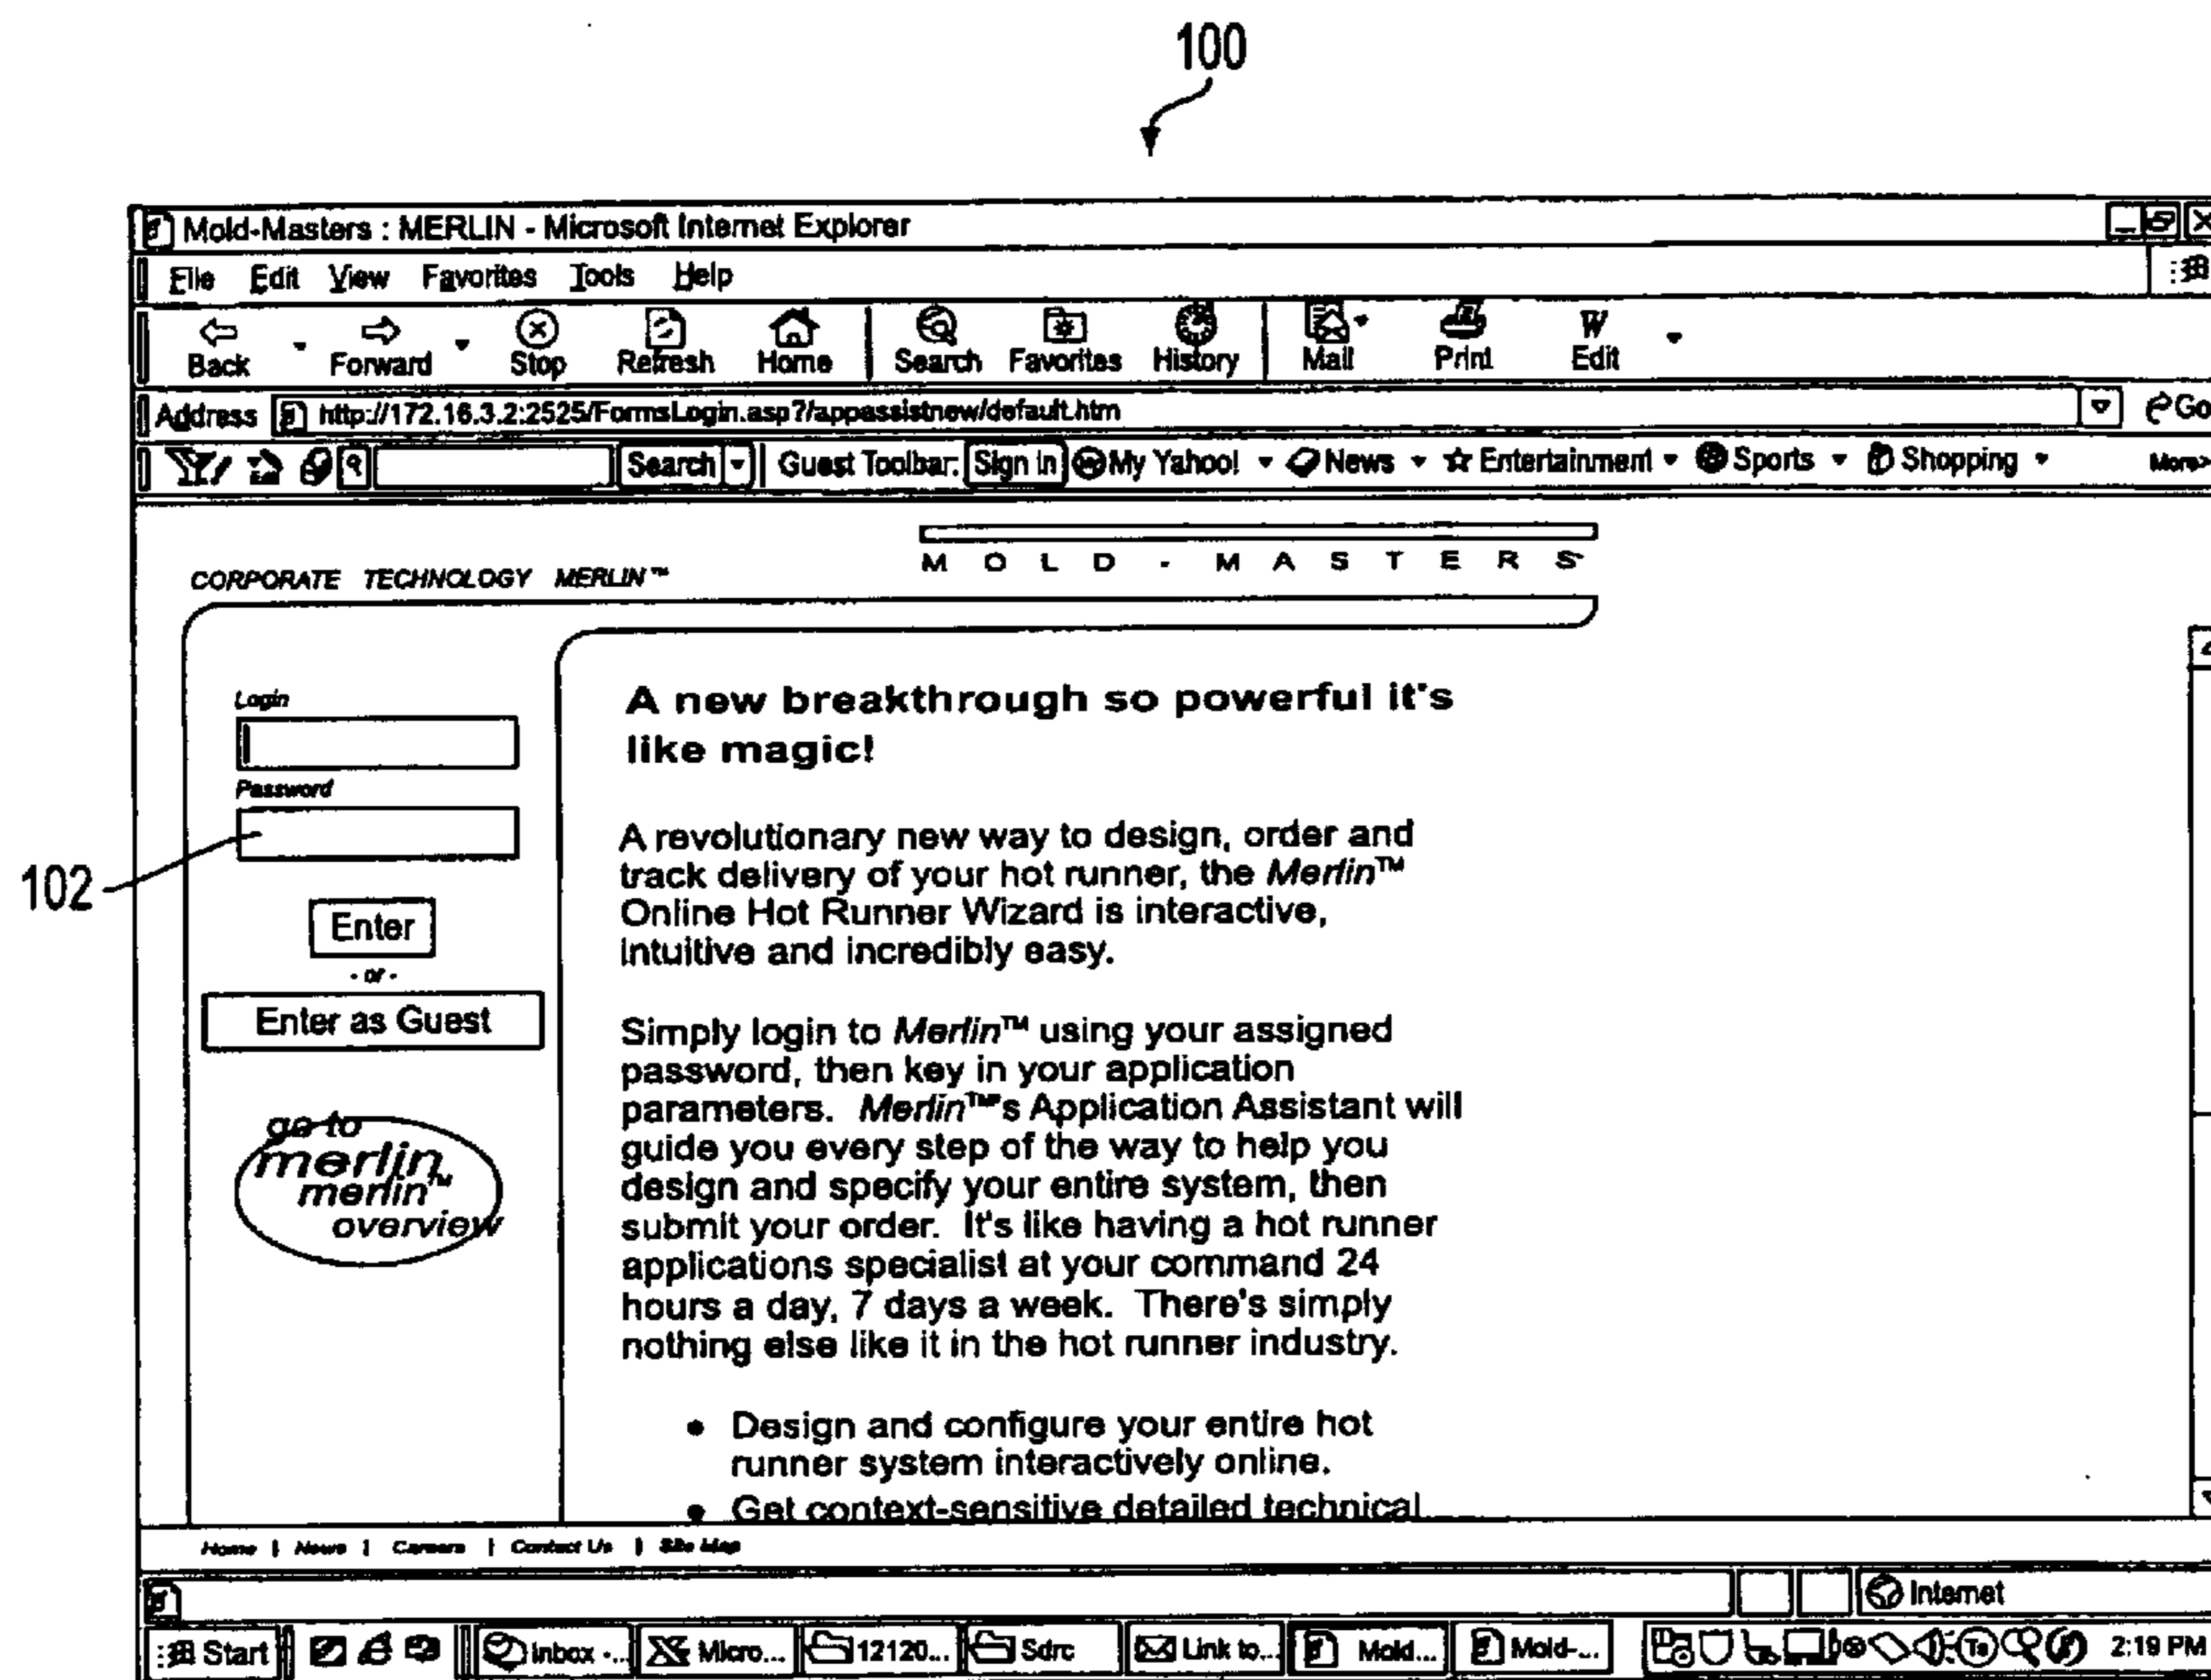 100
Mold-Masters : MERLIN - Microsoft Internet Explorer
File Edit View Favorites Tools Help
Back Forward Stop Refresh Home Search Favorites History Mail Print Edit
Address http://172.16.3.2:2525/FormsLogin.asp?/appassistnew/default.htm Go
Search Guest Toolbar: Sign In My Yahoo! News Entertainment Sports Shopping More>
MOLD-MASTERS
CORPORATE TECHNOLOGY MERLIN™
Login
Password
102
Enter
- or -
Enter as Guest
go to
merlin
merlin™
overview
A new breakthrough so powerful it's
like magic!
A revolutionary new way to design, order and
track delivery of your hot runner, the Merlin™
Online Hot Runner Wizard is interactive,
intuitive and incredibly easy.
Simply login to Merlin™ using your assigned
password, then key in your application
parameters. Merlin™'s Application Assistant will
guide you every step of the way to help you
design and specify your entire system, then
submit your order. It's like having a hot runner
applications specialist at your command 24
hours a day, 7 days a week. There's simply
nothing else like it in the hot runner industry.
• Design and configure your entire hot
runner system interactively online.
• Get context-sensitive detailed technical
Home | News | Careers | Contact Us | Site Map
Internet
Start Inbox -... Micro... 12120... Sdrc Link to... Mold... Mold-... 2:19 PM